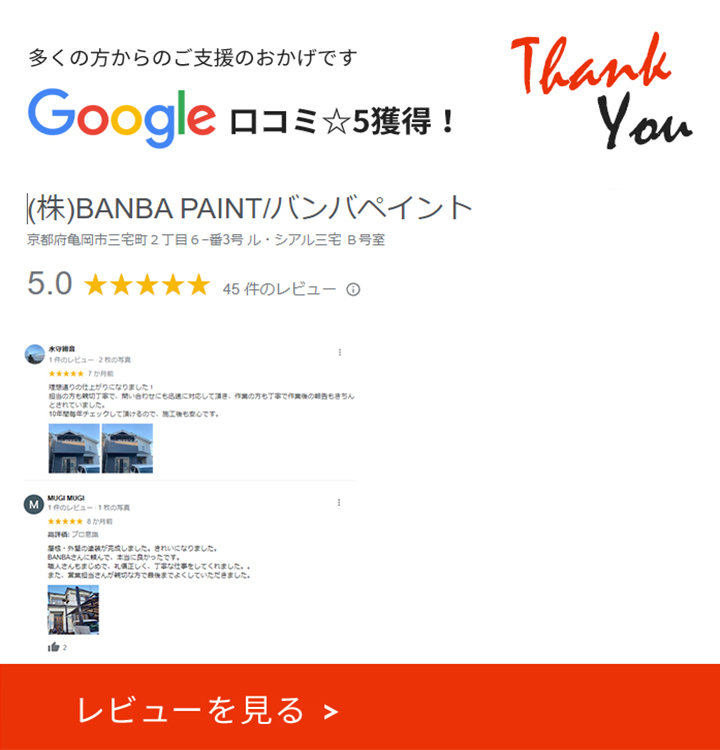 多くの方からのご支援のおかげです
Thank
You
Google 口コミ☆5獲得！
(株)BANBA PAINT/バンバペイント
京都府亀岡市三宅町２丁目６−番3号 ル・シアル三宅 Ｂ号室
5.0 ★★★★★ 45 件のレビュー
1 件のレビュー · 2 枚の写真
★★★★★ 7 か月前
理想通りの仕上がりになりました！
担当の方も親切丁寧で、問い合わせにも迅速に対応して頂き、作業の方も丁寧で作業後の報告もきちん
とされていました。
10年間毎年チェックして頂けるので、施工後も安心です。
M
MUGI MUGI
1 件のレビュー · 1 枚の写真
★★★★★ 8 か月前
高評価: プロ意識
屋根・外壁の塗装が完成しました。きれいになりました。
BANBAさんに頼んで、本当に良かったです。
職人さんもまじめで、礼儀正しく、丁寧な仕事をしてくれました。。
また、営業担当さんが親切な方で最後までよくしていただきました。
2
レビューを見る >